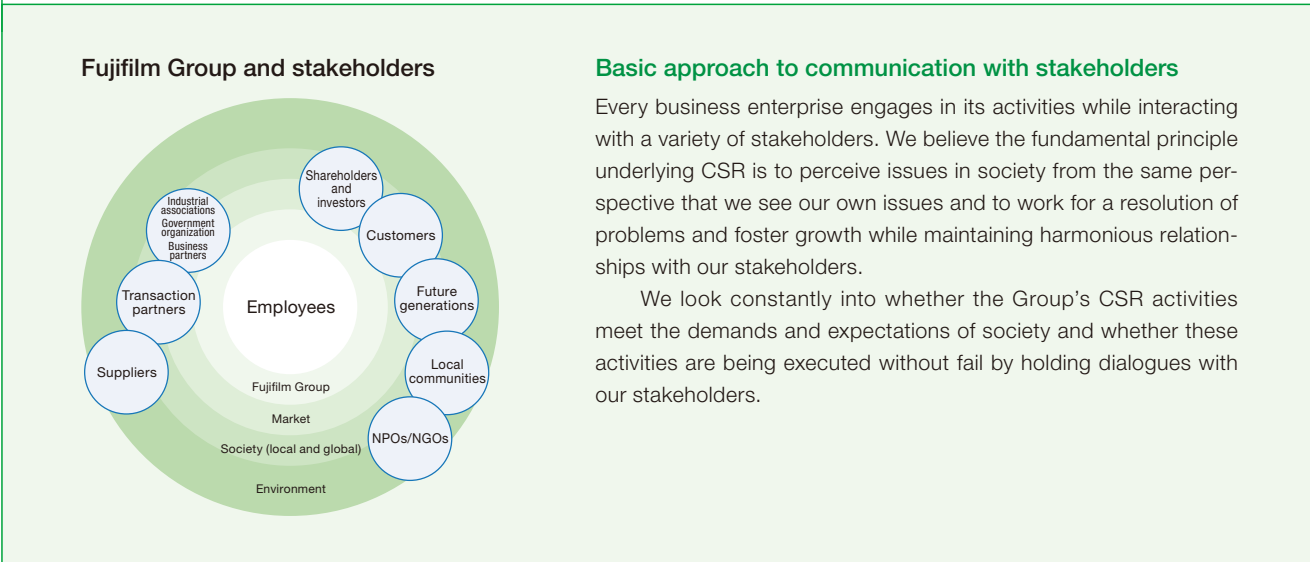 Fujifilm Group and stakeholders
Shareholders
and
investors
Industrial
associations
Government
organization
Business
partners
Customers
Transaction
partners
Employees
Future
generations
Suppliers
Local
communities
Fujifilm Group
Market
NPOs/NGOs
Society (local and global)
Environment
Basic approach to communication with stakeholders
Every business enterprise engages in its activities while interacting
with a variety of stakeholders. We believe the fundamental principle
underlying CSR is to perceive issues in society from the same per-
spective that we see our own issues and to work for a resolution of
problems and foster growth while maintaining harmonious relation-
ships with our stakeholders.
We look constantly into whether the Group's CSR activities
meet the demands and expectations of society and whether these
activities are being executed without fail by holding dialogues with
our stakeholders.